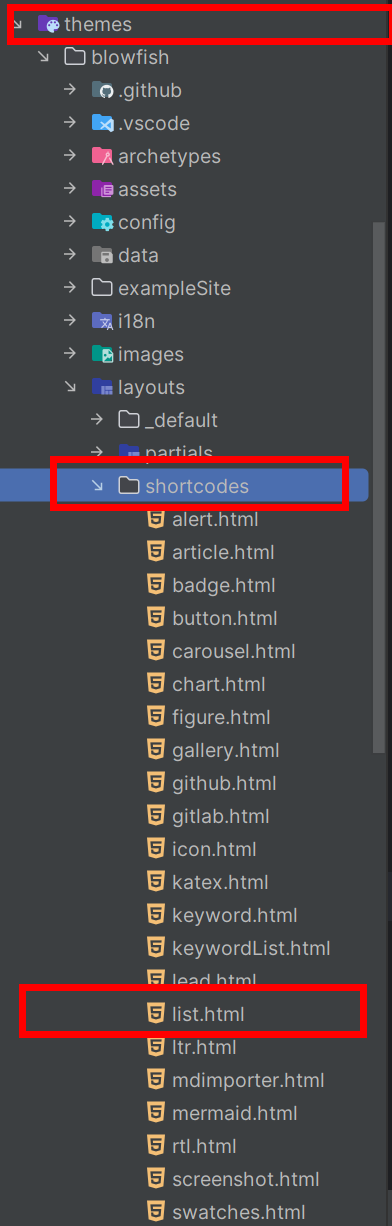 themes
blowfish
.github
.vscode
archetypes
assets
config
data
exampleSite
i18n
images
layouts
_default
partials
shortcodes
alert.html
article.html
badge.html
button.html
carousel.html
chart.html
figure.html
gallery.html
github.html
gitlab.html
icon.html
katex.html
keyword.html
keywordList.html
lead.html
list.html
ltr.html
mdimporter.html
mermaid.html
rtl.html
screenshot.html
swatches.html